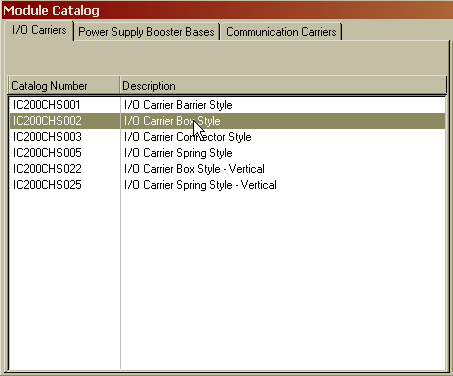 Module Catalog
I/O Carriers Power Supply Booster Bases Communication Carriers
Catalog Number Description
IC200CHS001 I/O Carrier Barrier Style
IC200CHS002 I/O Carrier Box Style
IC200CHS003 I/O Carrier Connector Style
IC200CHS005 I/O Carrier Spring Style
IC200CHS022 I/O Carrier Box Style - Vertical
IC200CHS025 I/O Carrier Spring Style - Vertical